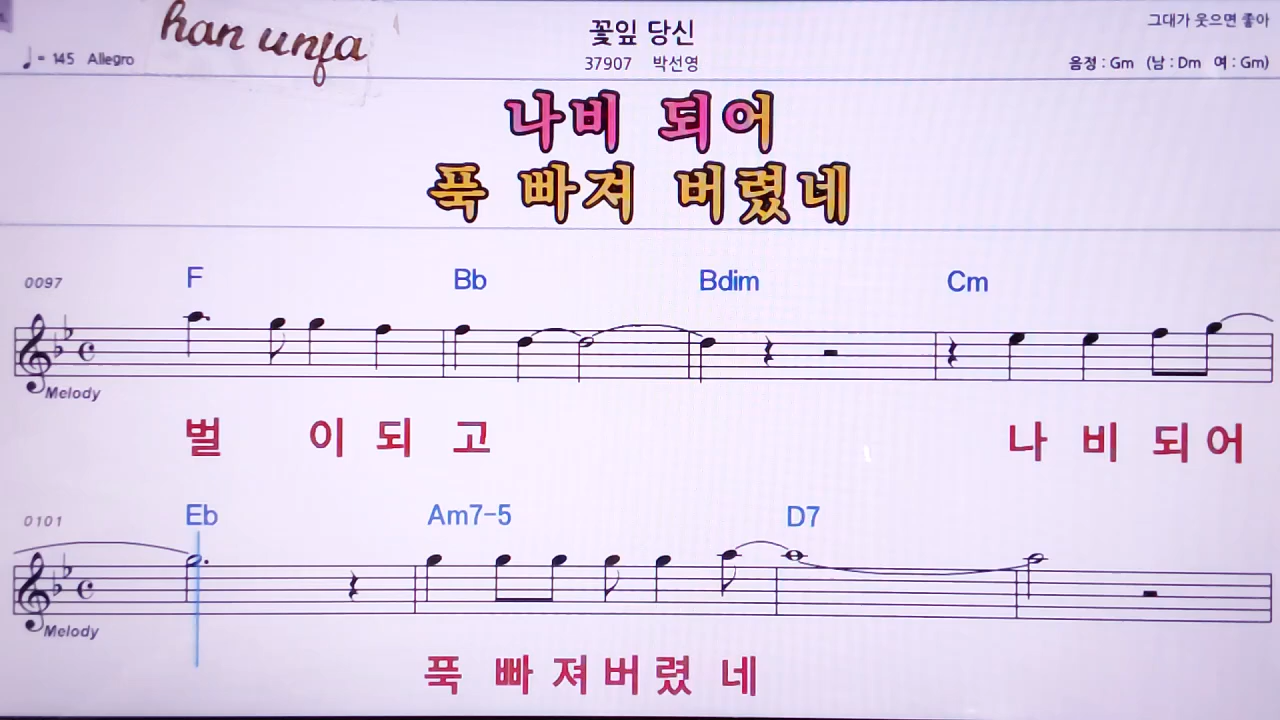 han unja
꽃잎 당신
그대가 웃으면 좋아
♩= 145 Allegro
37907 박선영
음정 : Gm (남 : Dm 여 : Gm)
나비 되어
푹 빠져 버렸네
0097 F Bb Bdim Cm
Melody
벌 이 되 고 나 비 되 어
0101 Eb Am7-5 D7
Melody
푹 빠 져 버 렸 네